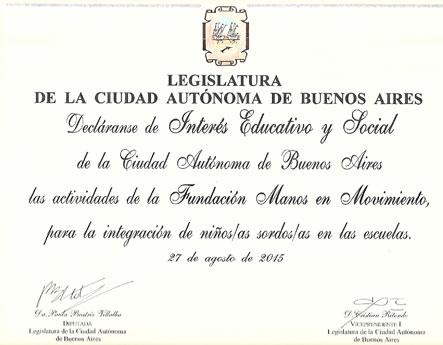 LEGISLATURA
DE LA CIUDAD AUTÓNOMA DE BUENOS AIRES
Decláranse de Interés Educativo y Social
de la Ciudad Autónoma de Buenos Aires
las actividades de la Fundación Manos en Movimiento,
para la integración de niños/as sordos/as en las escuelas.
27 de agosto de 2015
Da. Paola Beatriz Villalba
DIPUTADA
Legislatura de la Ciudad Autónoma
de Buenos Aires
D. Cristian Ritondo
VICEPRESIDENTE I
Legislatura de la Ciudad Autónoma
de Buenos Aires